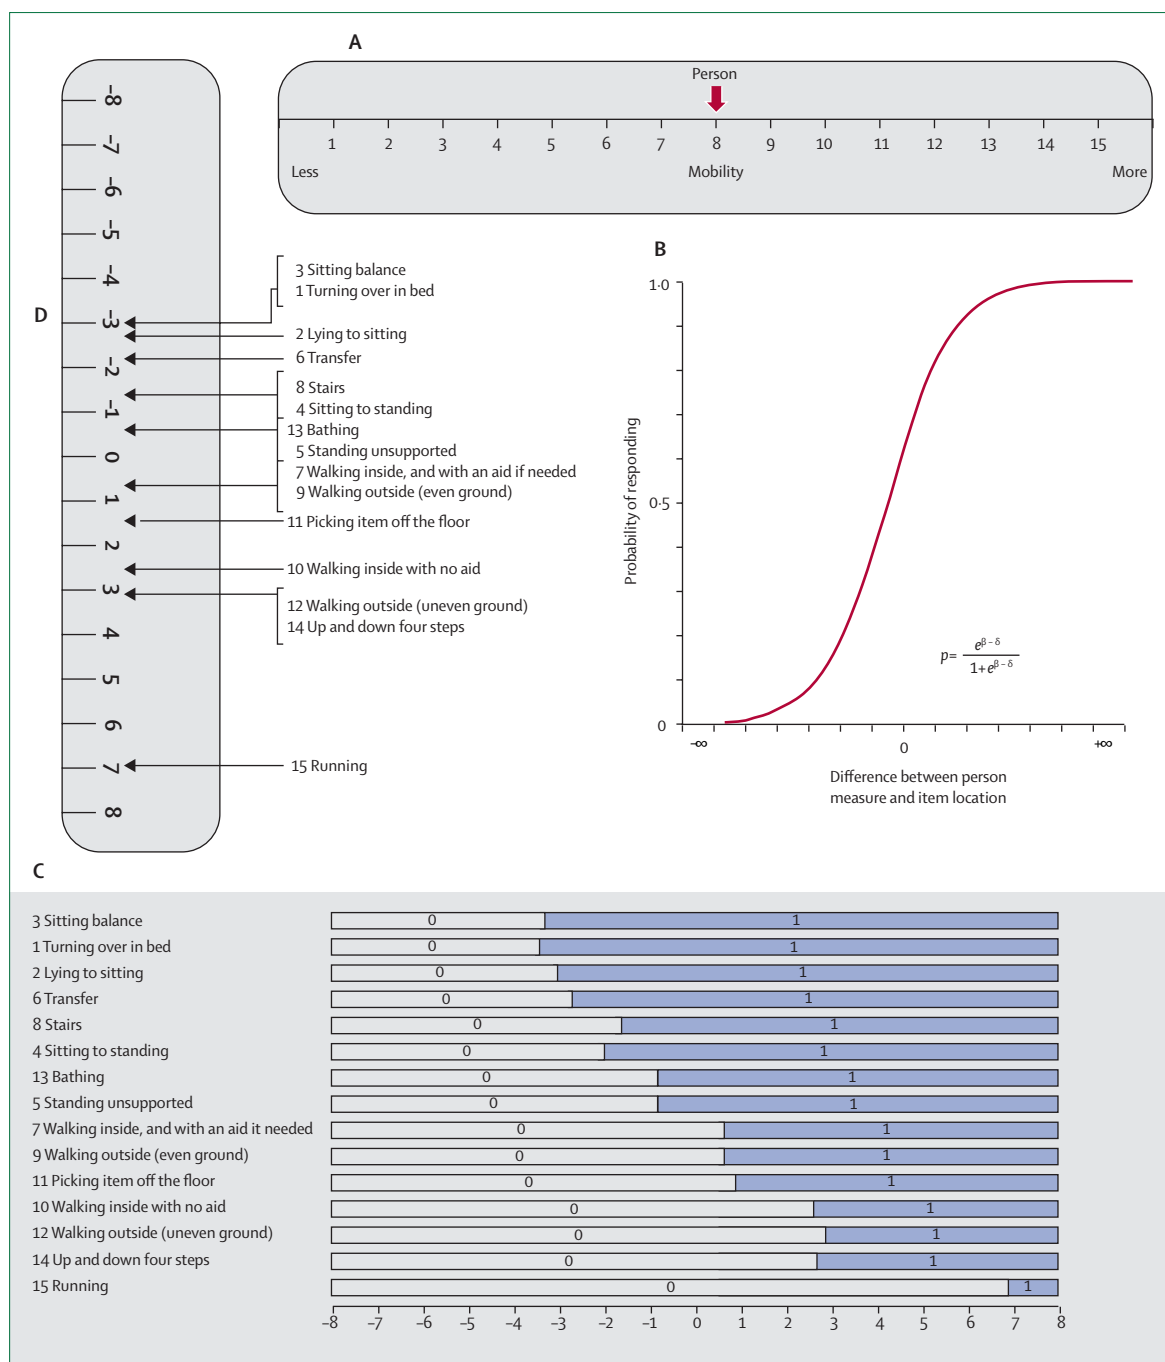 A
Person
1 2 3 4 5 6 7 8 9 10 11 12 13 14 15
Less Mobility More
D
–8
–7
–6
–5
–4
–3
–2
–1
0
1
2
3
4
5
6
7
8
3 Sitting balance
1 Turning over in bed
2 Lying to sitting
6 Transfer
8 Stairs
4 Sitting to standing
13 Bathing
5 Standing unsupported
7 Walking inside, and with an aid if needed
9 Walking outside (even ground)
11 Picking item off the floor
10 Walking inside with no aid
12 Walking outside (uneven ground)
14 Up and down four steps
15 Running
B
1·0
0·5
0
Probability of responding
p= e^β – δ / 1+e^β – δ
–∞ 0 +∞
Difference between person
measure and item location
C
3 Sitting balance 0 1
1 Turning over in bed 0 1
2 Lying to sitting 0 1
6 Transfer 0 1
8 Stairs 0 1
4 Sitting to standing 0 1
13 Bathing 0 1
5 Standing unsupported 0 1
7 Walking inside, and with an aid it needed 0 1
9 Walking outside (even ground) 0 1
11 Picking item off the floor 0 1
10 Walking inside with no aid 0 1
12 Walking outside (uneven ground) 0 1
14 Up and down four steps 0 1
15 Running 0 1
–8 –7 –6 –5 –4 –3 –2 –1 0 1 2 3 4 5 6 7 8